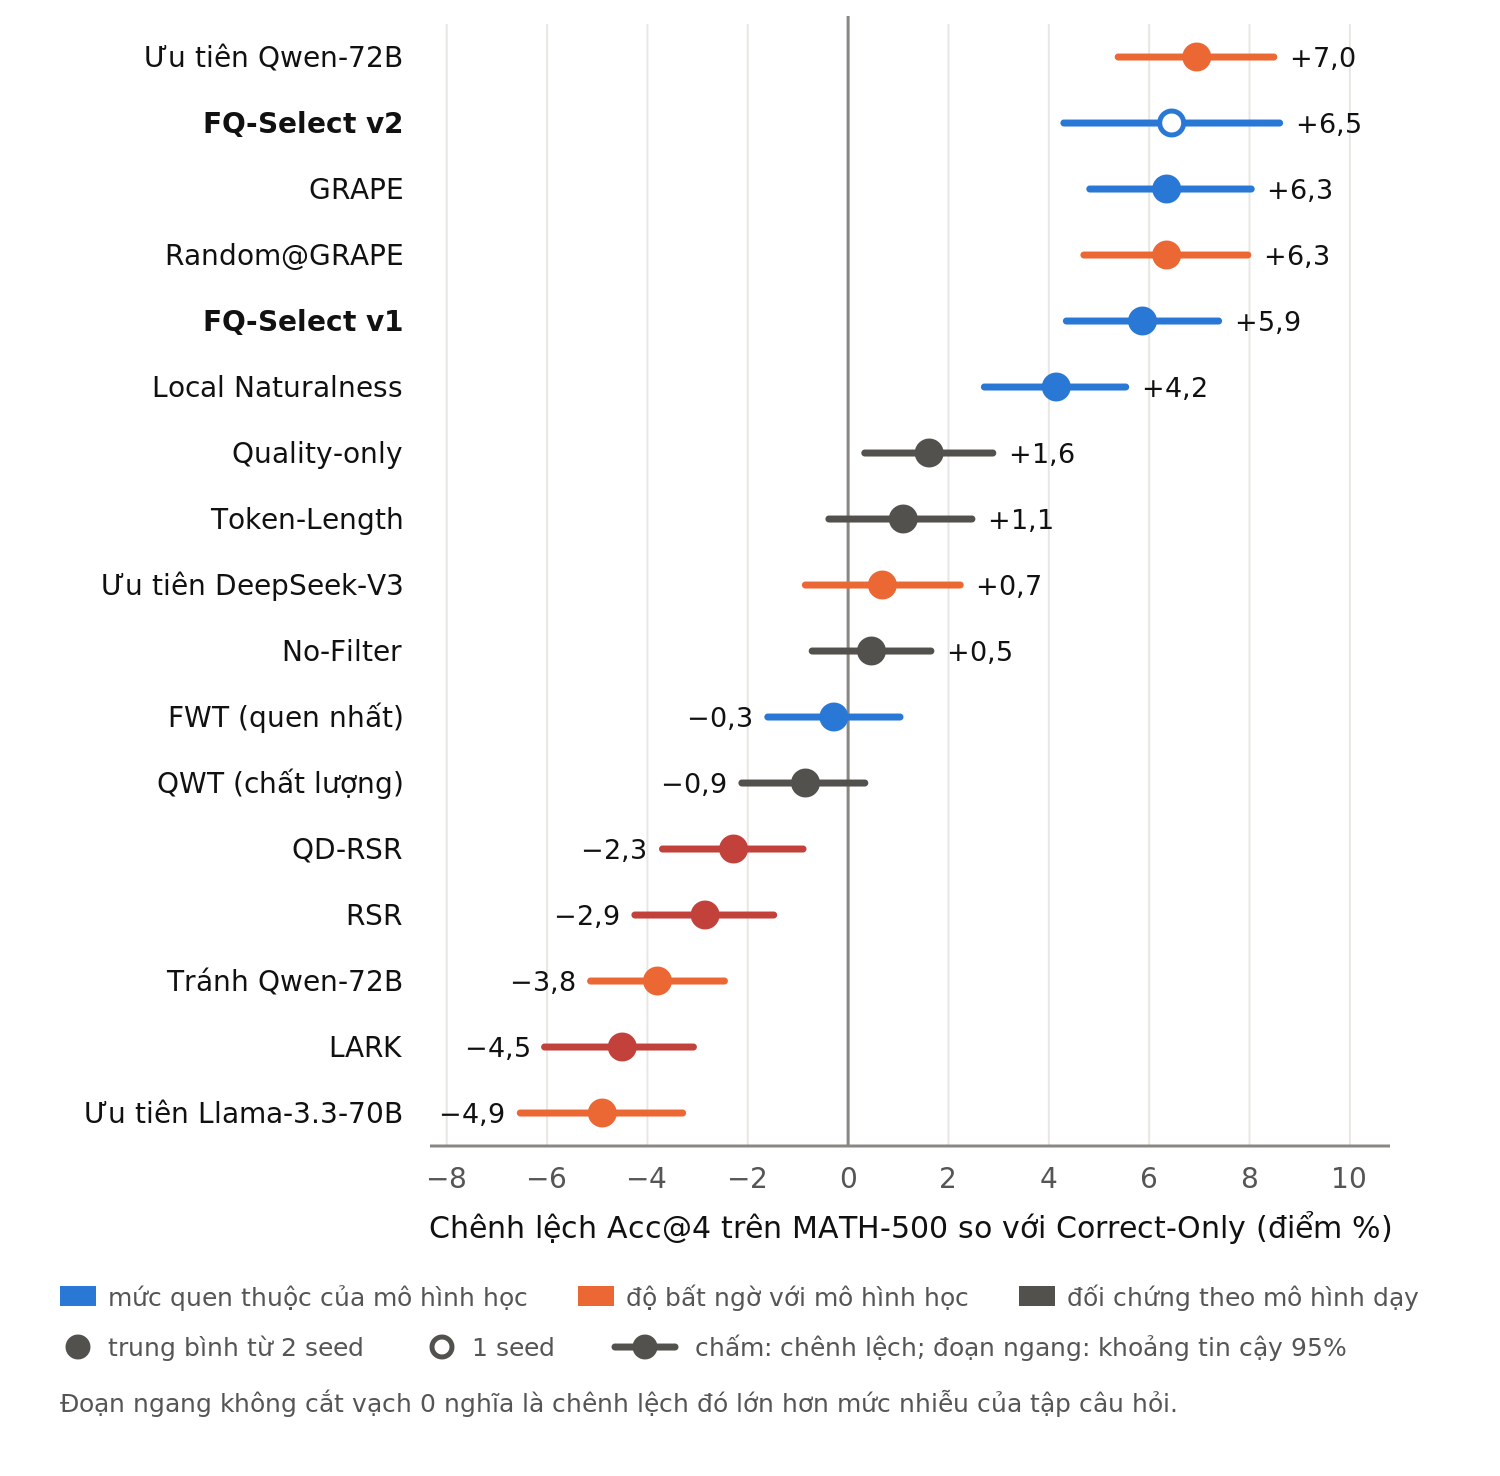 Ưu tiên Qwen-72B +7,0
FQ-Select v2 +6,5
GRAPE +6,3
Random@GRAPE +6,3
FQ-Select v1 +5,9
Local Naturalness +4,2
Quality-only +1,6
Token-Length +1,1
Ưu tiên DeepSeek-V3 +0,7
No-Filter +0,5
FWT (quen nhất) −0,3
QWT (chất lượng) −0,9
QD-RSR −2,3
RSR −2,9
Tránh Qwen-72B −3,8
LARK −4,5
Ưu tiên Llama-3.3-70B −4,9
−8 −6 −4 −2 0 2 4 6 8 10
Chênh lệch Acc@4 trên MATH-500 so với Correct-Only (điểm %)
mức quen thuộc của mô hình học độ bất ngờ với mô hình học đối chứng theo mô hình dạy
trung bình từ 2 seed 1 seed chấm: chênh lệch; đoạn ngang: khoảng tin cậy 95%
Đoạn ngang không cắt vạch 0 nghĩa là chênh lệch đó lớn hơn mức nhiễu của tập câu hỏi.